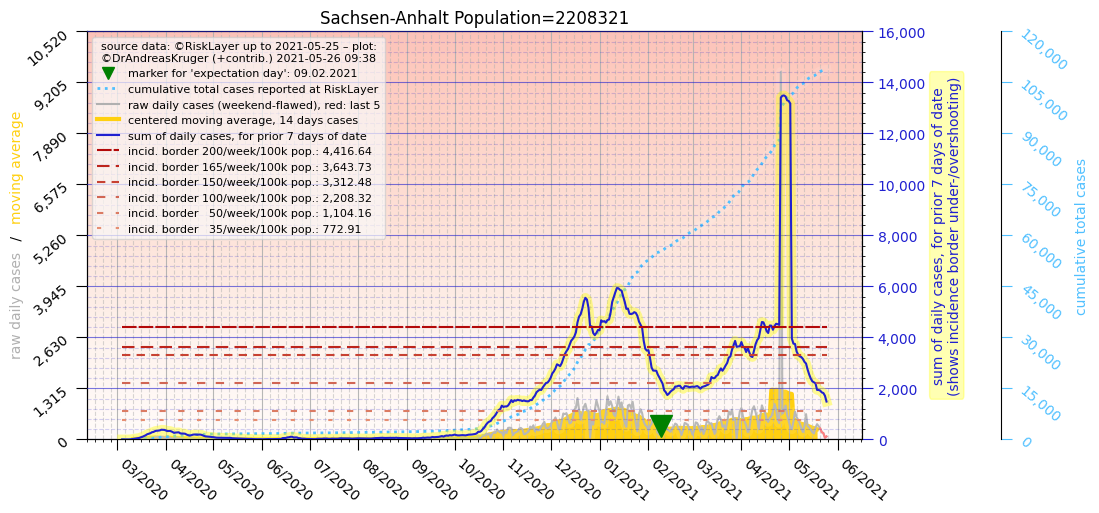 Sachsen-Anhalt Population=2208321
source data: ©RiskLayer up to 2021-05-25 – plot:
©DrAndreasKruger (+contrib.) 2021-05-26 09:38
marker for 'expectation day': 09.02.2021
cumulative total cases reported at RiskLayer
raw daily cases (weekend-flawed), red: last 5
centered moving average, 14 days cases
sum of daily cases, for prior 7 days of date
incid. border 200/week/100k pop.: 4,416.64
incid. border 165/week/100k pop.: 3,643.73
incid. border 150/week/100k pop.: 3,312.48
incid. border 100/week/100k pop.: 2,208.32
incid. border   50/week/100k pop.: 1,104.16
incid. border   35/week/100k pop.: 772.91
raw daily cases / moving average
10,520
9,205
7,890
6,575
5,260
3,945
2,630
1,315
0
03/2020
04/2020
05/2020
06/2020
07/2020
08/2020
09/2020
10/2020
11/2020
12/2020
01/2021
02/2021
03/2021
04/2021
05/2021
06/2021
16,000
14,000
12,000
10,000
8,000
6,000
4,000
2,000
0
sum of daily cases, for prior 7 days of date
(shows incidence border under-/overshooting)
120,000
105,000
90,000
75,000
60,000
45,000
30,000
15,000
0
cumulative total cases